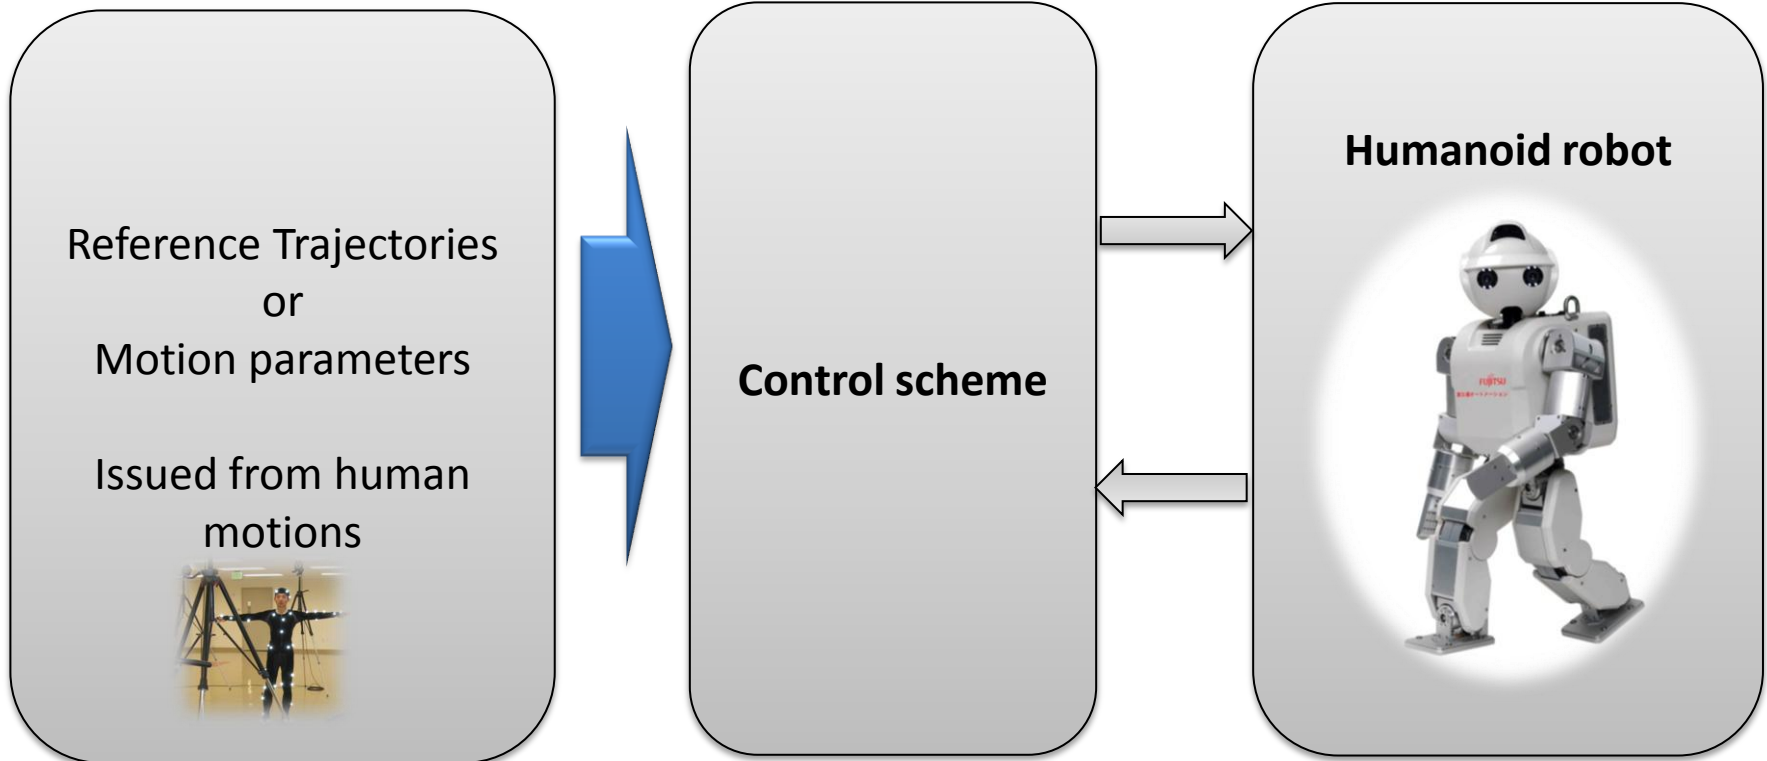 Reference Trajectories
or
Motion parameters
Issued from human
motions
Control scheme
Humanoid robot
FUJITSU